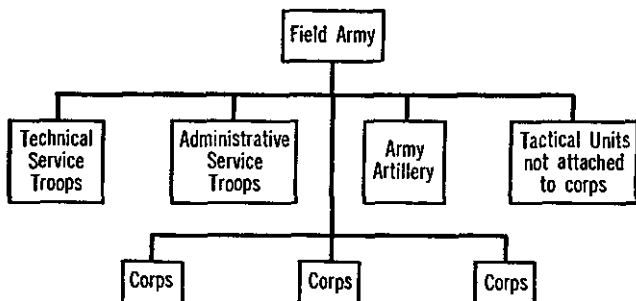 Field Army
Technical
Service
Troops
Administrative
Service
Troops
Army
Artillery
Tactical Units
not attached
to corps
Corps
Corps
Corps